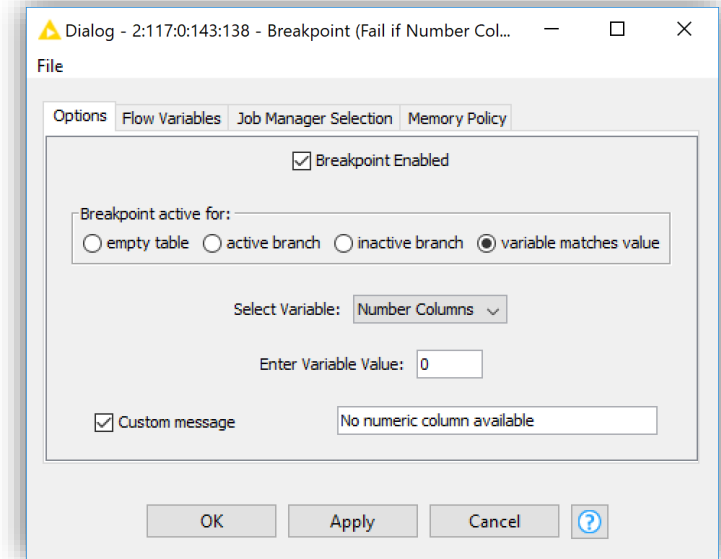 Dialog - 2:117:0:143:138 - Breakpoint (Fail if Number Col...
File
Options Flow Variables Job Manager Selection Memory Policy
Breakpoint Enabled
Breakpoint active for:
empty table active branch inactive branch variable matches value
Select Variable: Number Columns
Enter Variable Value: 0
Custom message No numeric column available
OK Apply Cancel ?